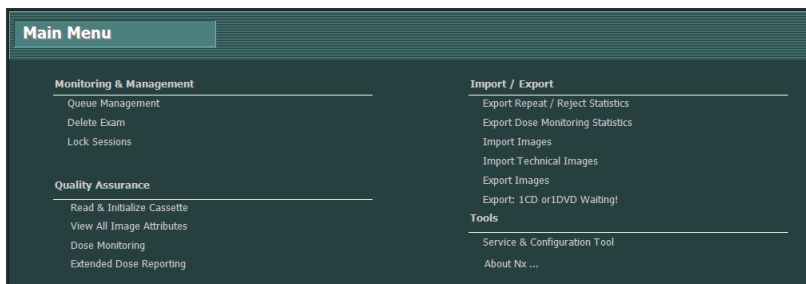 Main Menu
Monitoring & Management
Queue Management
Delete Exam
Lock Sessions
Quality Assurance
Read & Initialize Cassette
View All Image Attributes
Dose Monitoring
Extended Dose Reporting
Import / Export
Export Repeat / Reject Statistics
Export Dose Monitoring Statistics
Import Images
Import Technical Images
Export Images
Export: 1CD or1DVD Waiting!
Tools
Service & Configuration Tool
About Nx ...